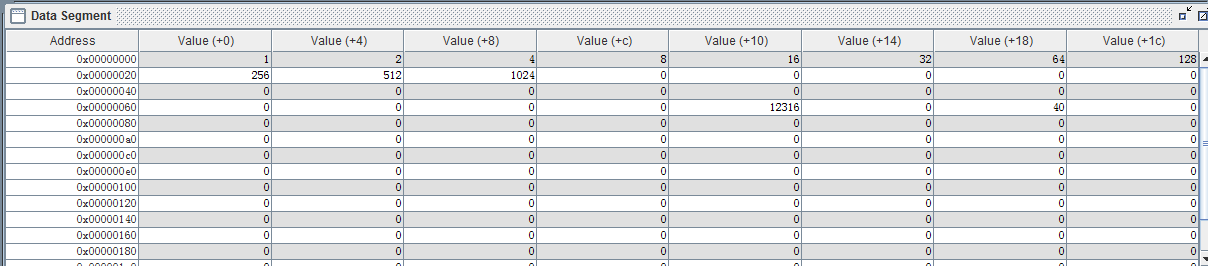 Data Segment
Address Value (+0) Value (+4) Value (+8) Value (+c) Value (+10) Value (+14) Value (+18) Value (+1c)
0x00000000 1 2 4 8 16 32 64 128
0x00000020 256 512 1024 0 0 0 0 0
0x00000040 0 0 0 0 0 0 0 0
0x00000060 0 0 0 0 12316 0 40 0
0x00000080 0 0 0 0 0 0 0 0
0x000000a0 0 0 0 0 0 0 0 0
0x000000c0 0 0 0 0 0 0 0 0
0x000000e0 0 0 0 0 0 0 0 0
0x00000100 0 0 0 0 0 0 0 0
0x00000120 0 0 0 0 0 0 0 0
0x00000140 0 0 0 0 0 0 0 0
0x00000160 0 0 0 0 0 0 0 0
0x00000180 0 0 0 0 0 0 0 0